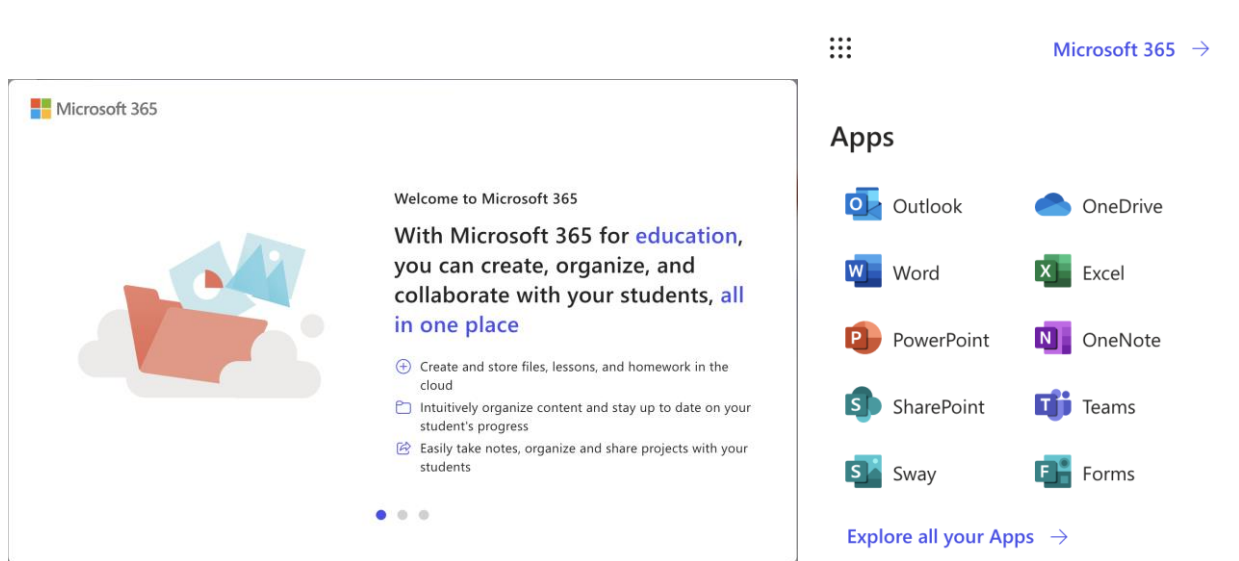 Microsoft 365
Welcome to Microsoft 365
With Microsoft 365 for education,
you can create, organize, and
collaborate with your students, all
in one place
Create and store files, lessons, and homework in the
cloud
Intuitively organize content and stay up to date on your
student's progress
Easily take notes, organize and share projects with your
students
Microsoft 365
Apps
Outlook
OneDrive
Word
Excel
PowerPoint
OneNote
SharePoint
Teams
Sway
Forms
Explore all your Apps